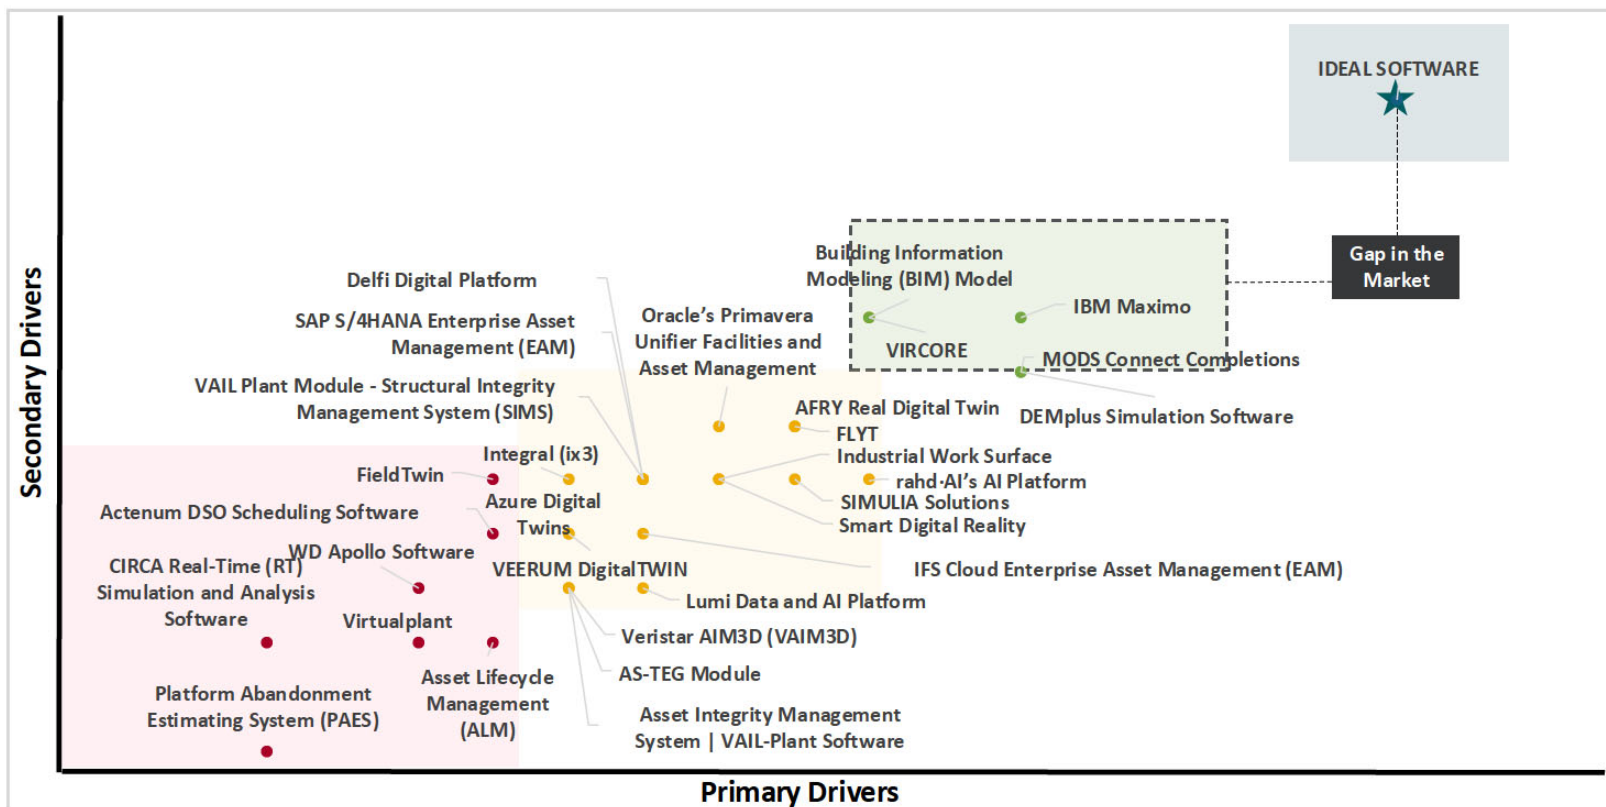 IDEAL SOFTWARE
Gap in the
Market
Building Information
Modeling (BIM) Model
IBM Maximo
VIRCORE
MODS Connect Completions
DEMplus Simulation Software
Delfi Digital Platform
SAP S/4HANA Enterprise Asset
Management (EAM)
Oracle's Primavera
Unifier Facilities and
Asset Management
VAIL Plant Module - Structural Integrity
Management System (SIMS)
AFRY Real Digital Twin
FLYT
Integral (ix3)
Industrial Work Surface
rahd·AI's AI Platform
SIMULIA Solutions
Smart Digital Reality
FieldTwin
Azure Digital
Twins
Actenum DSO Scheduling Software
WD Apollo Software
VEERUM DigitalTWIN
IFS Cloud Enterprise Asset Management (EAM)
CIRCA Real-Time (RT)
Simulation and Analysis
Software
Lumi Data and AI Platform
Virtualplant
Veristar AIM3D (VAIM3D)
AS-TEG Module
Asset Lifecycle
Management
(ALM)
Platform Abandonment
Estimating System (PAES)
Asset Integrity Management
System | VAIL-Plant Software
Secondary Drivers
Primary Drivers